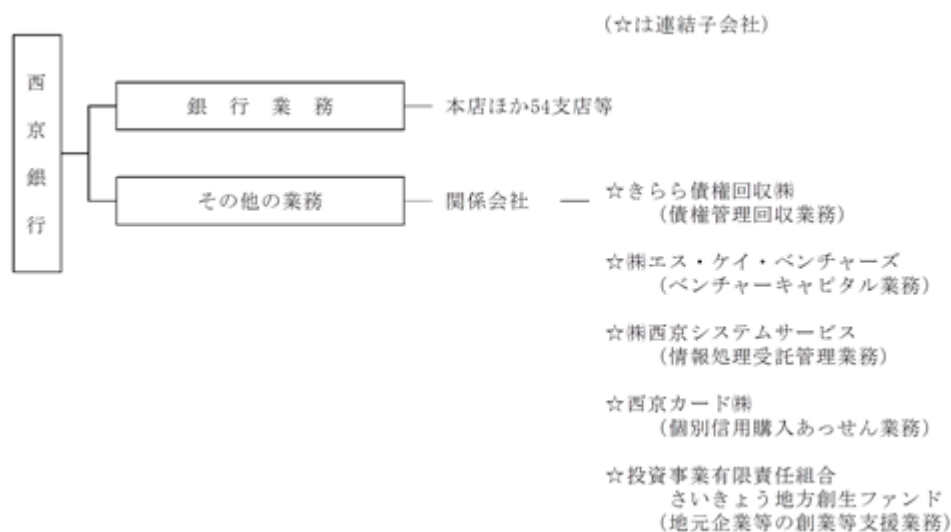 (☆は連結子会社)
西京銀行
銀行業務
本店ほか54支店等
その他の業務
関係会社
☆きらら債権回収㈱
(債権管理回収業務)
☆㈱エス・ケイ・ベンチャーズ
(ベンチャーキャピタル業務)
☆㈱西京システムサービス
(情報処理受託管理業務)
☆西京カード㈱
(個別信用購入あっせん業務)
☆投資事業有限責任組合
さいきょう地方創生ファンド
(地元企業等の創業等支援業務)